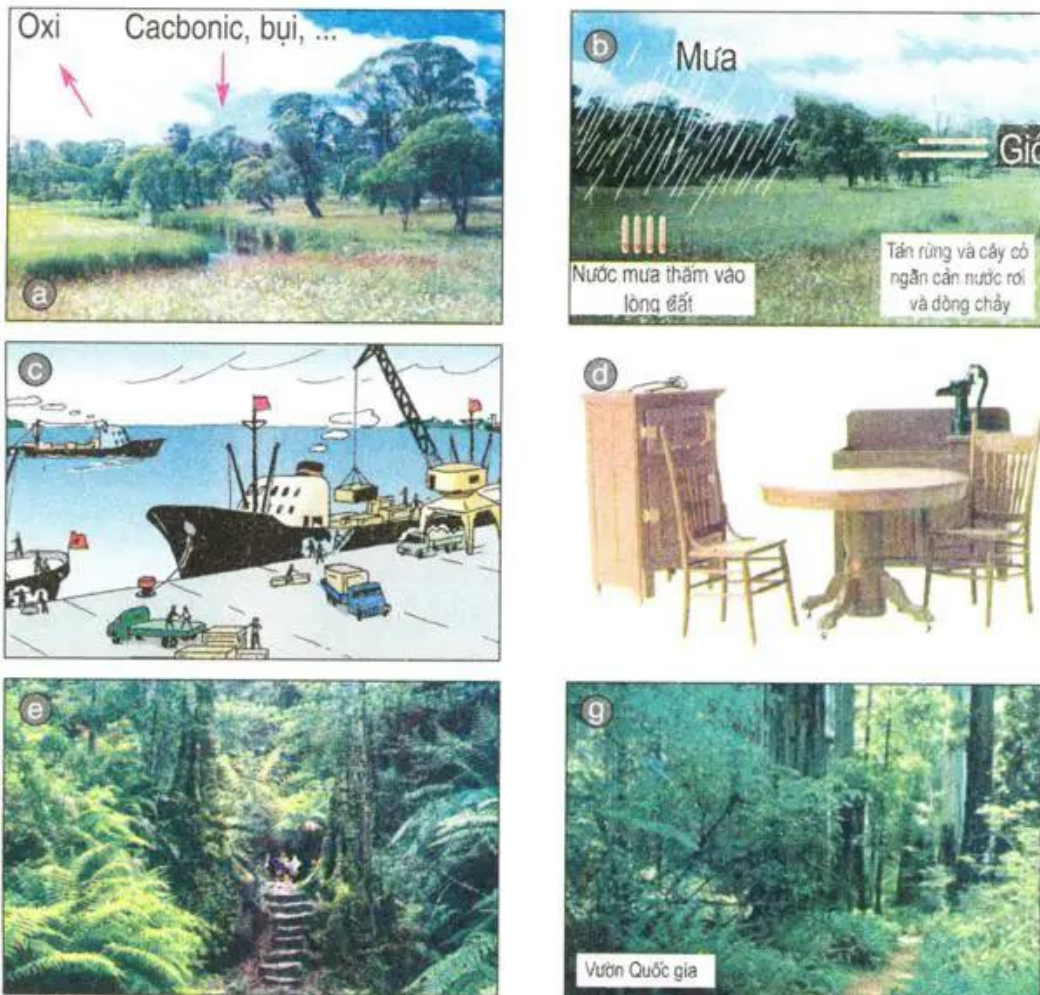 Oxi Cacbonic, bụi, ...
a
b
Mưa
Gió
Nước mưa thấm vào
lòng đất
Tán rừng và cây cỏ
ngăn cản nước rơi
và dòng chảy
c
d
e
g
Vườn Quốc gia